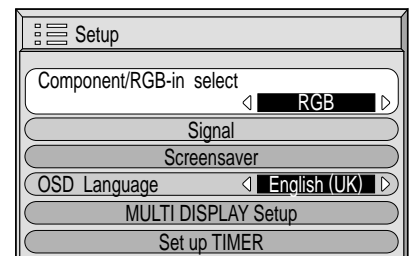 Setup
Component/RGB-in select
RGB
Signal
Screensaver
OSD Language English (UK)
MULTI DISPLAY Setup
Set up TIMER